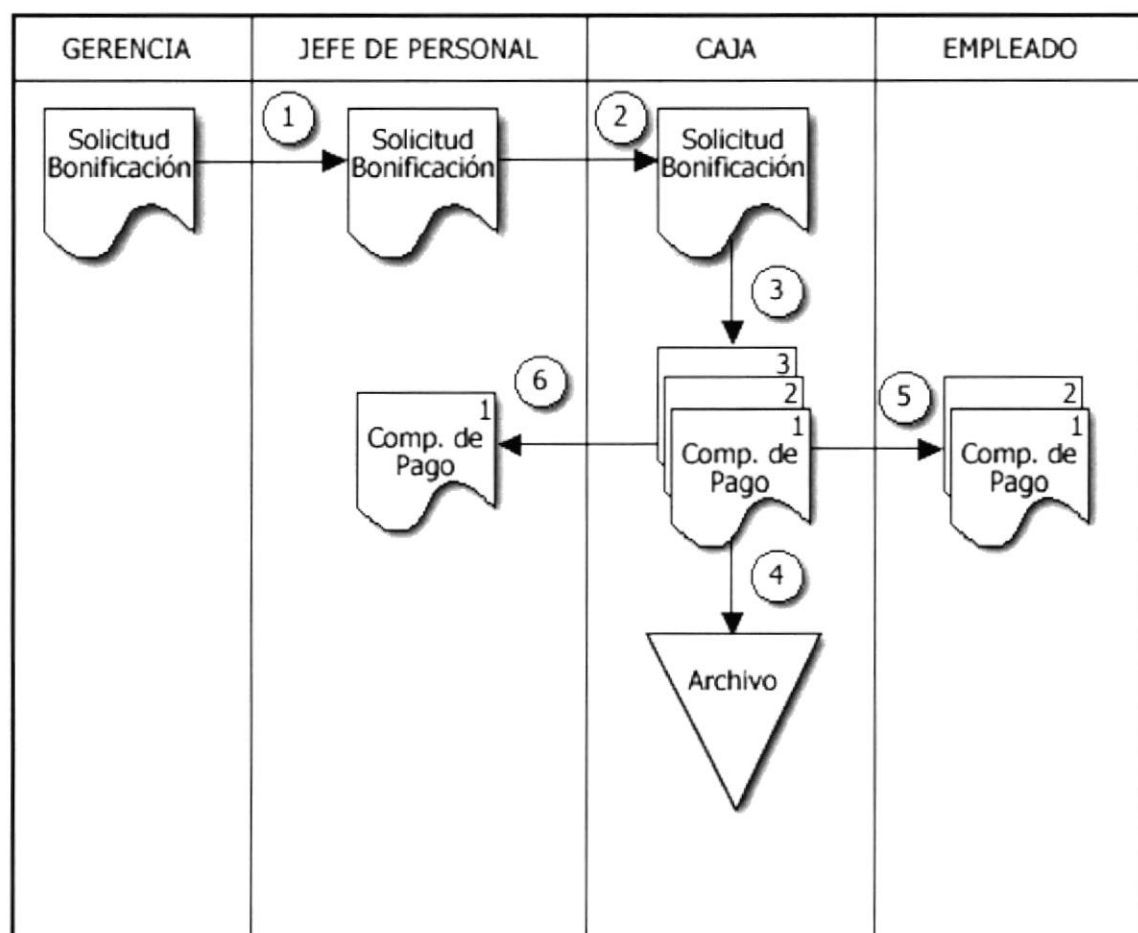 GERENCIA
JEFE DE PERSONAL
CAJA
EMPLEADO
Solicitud
Bonificación
1
Solicitud
Bonificación
2
Solicitud
Bonificación
3
6
1
Comp. de
Pago
3
2
1
Comp. de
Pago
5
2
1
Comp. de
Pago
4
Archivo